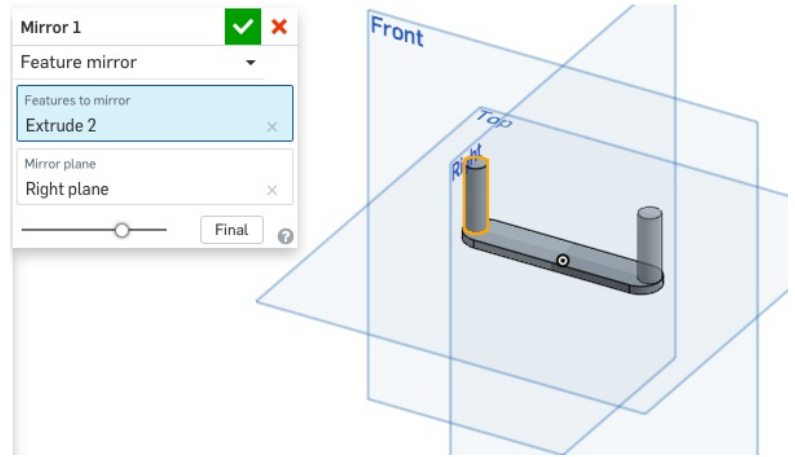 Mirror 1
Feature mirror
Features to mirror
Extrude 2
Mirror plane
Right plane
Final
?
Front
Top
Right